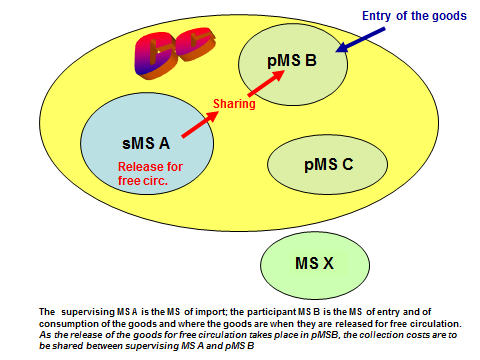 Entry of the goods
pMS B
Sharing
sMS A
Release for
free circ.
pMS C
MS X
The supervising MS A is the MS of import; the participant MS B is the MS of entry and of
consumption of the goods and where the goods are when they are released for free circulation.
As the release of the goods for free circulation takes place in pMSB, the collection costs are to
be shared between supervising MS A and pMS B